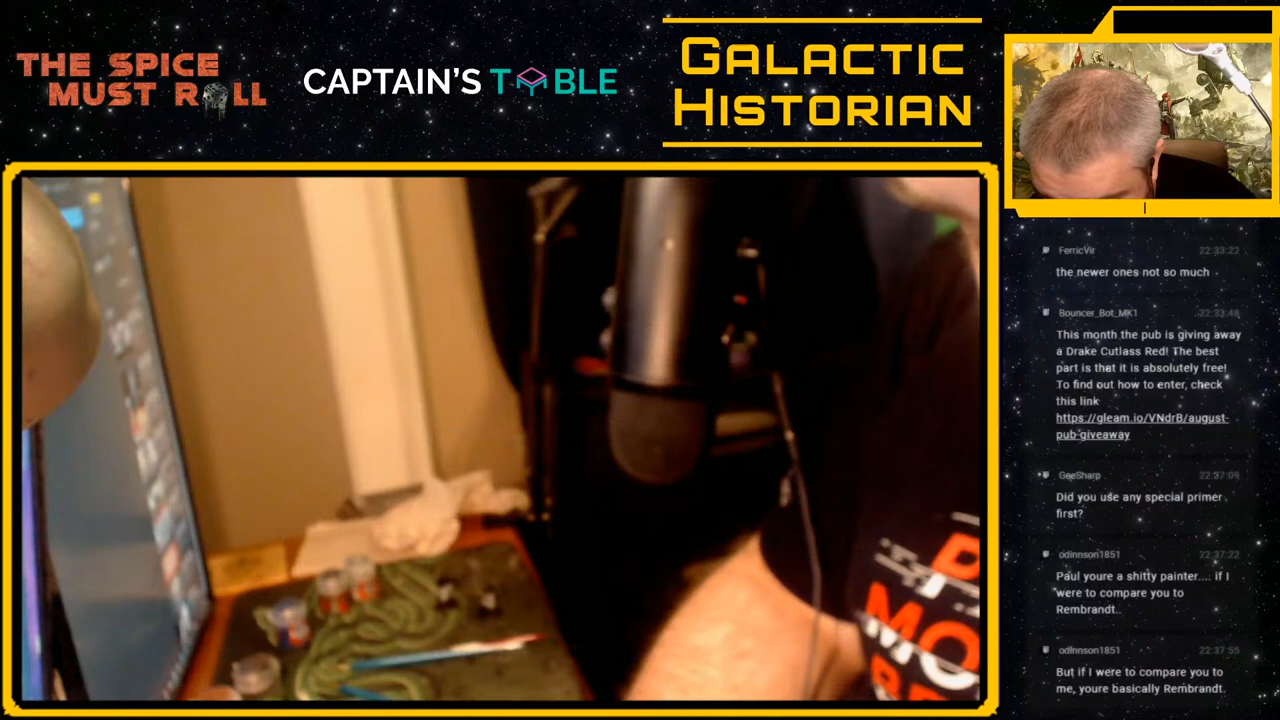 THE SPICE
MUST ROLL
CAPTAIN'S TABLE
GALACTIC
HISTORIAN
FerricVir 22:33:22
the newer ones not so much
Bouncer_Bot_MK1 22:33:48
This month the pub is giving away
a Drake Cutlass Red! The best
part is that it is absolutely free!
To find out how to enter, check
this link
https://gleam.io/VNdrB/august-
pub-giveaway
GeeSharp 22:37:09
Did you use any special primer
first?
odinnson1851 22:37:22
Paul youre a shitty painter.... if I
were to compare you to
Rembrandt.
odinnson1851 22:37:55
But if I were to compare you to
me, youre basically Rembrandt.
MO